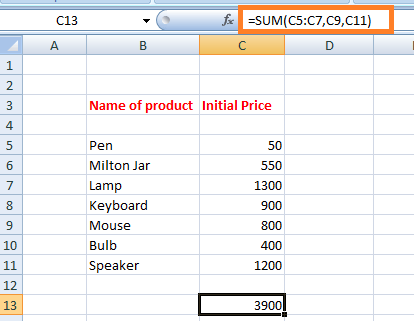 C13 fx =SUM(C5:C7,C9,C11)
A B C D
1
2
3 Name of product Initial Price
4
5 Pen 50
6 Milton Jar 550
7 Lamp 1300
8 Keyboard 900
9 Mouse 800
10 Bulb 400
11 Speaker 1200
12
13 3900